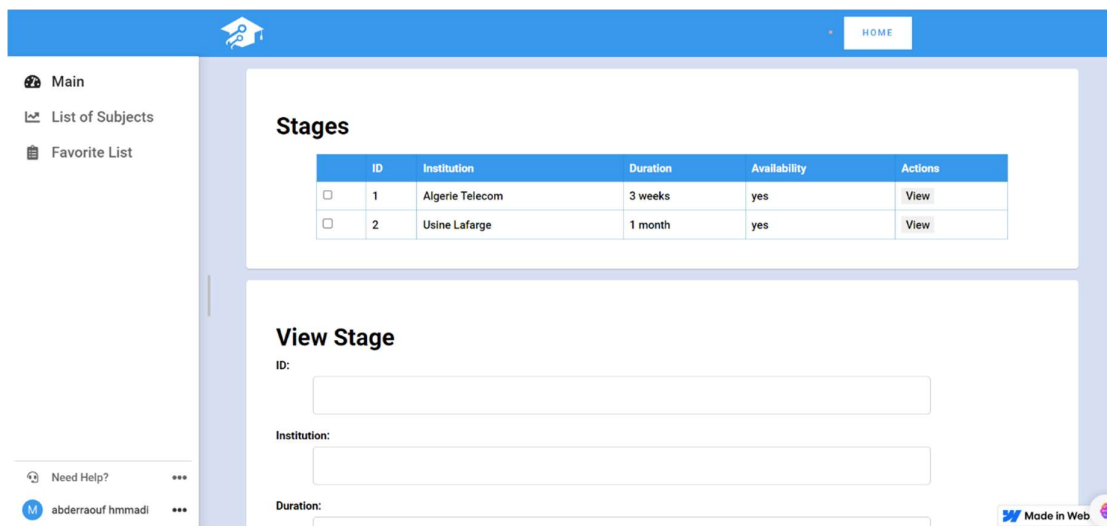 HOME
Main
List of Subjects
Favorite List
Stages
ID Institution Duration Availability Actions
1 Algerie Telecom 3 weeks yes View
2 Usine Lafarge 1 month yes View
View Stage
ID:
Institution:
Duration:
Need Help?
M abderraouf hmmadi
Made in Web